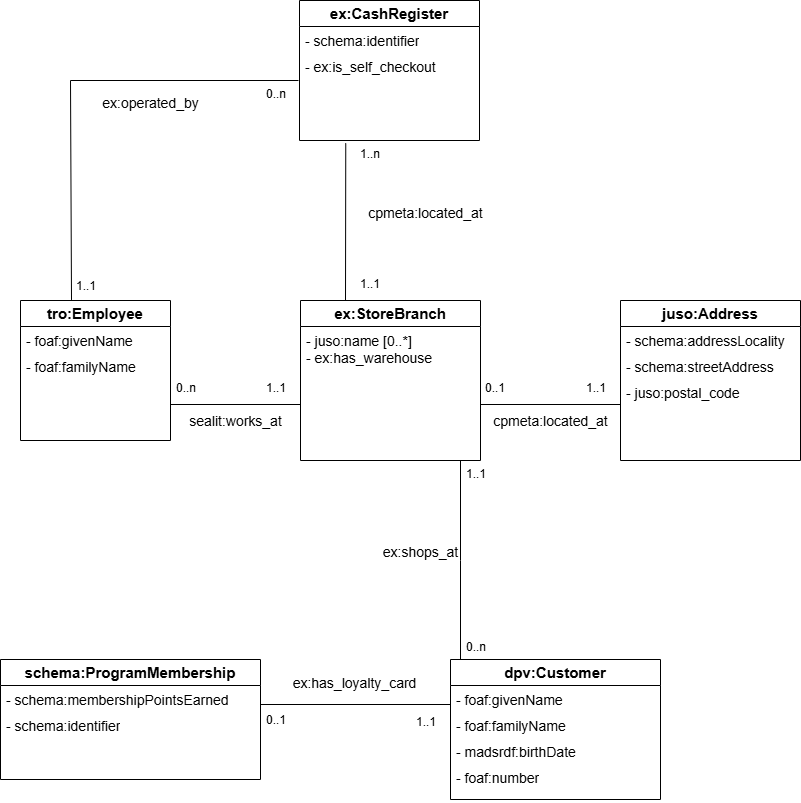 ex:CashRegister
- schema:identifier
- ex:is_self_checkout
0..n
ex:operated_by
1..n
cpmeta:located_at
1..1
1..1
tro:Employee
- foaf:givenName
- foaf:familyName
ex:StoreBranch
- juso:name [0..*]
- ex:has_warehouse
juso:Address
- schema:addressLocality
- schema:streetAddress
- juso:postal_code
0..n
1..1
sealit:works_at
0..1
1..1
cpmeta:located_at
1..1
ex:shops_at
0..n
schema:ProgramMembership
- schema:membershipPointsEarned
- schema:identifier
ex:has_loyalty_card
0..1
1..1
dpv:Customer
- foaf:givenName
- foaf:familyName
- madsrdf:birthDate
- foaf:number